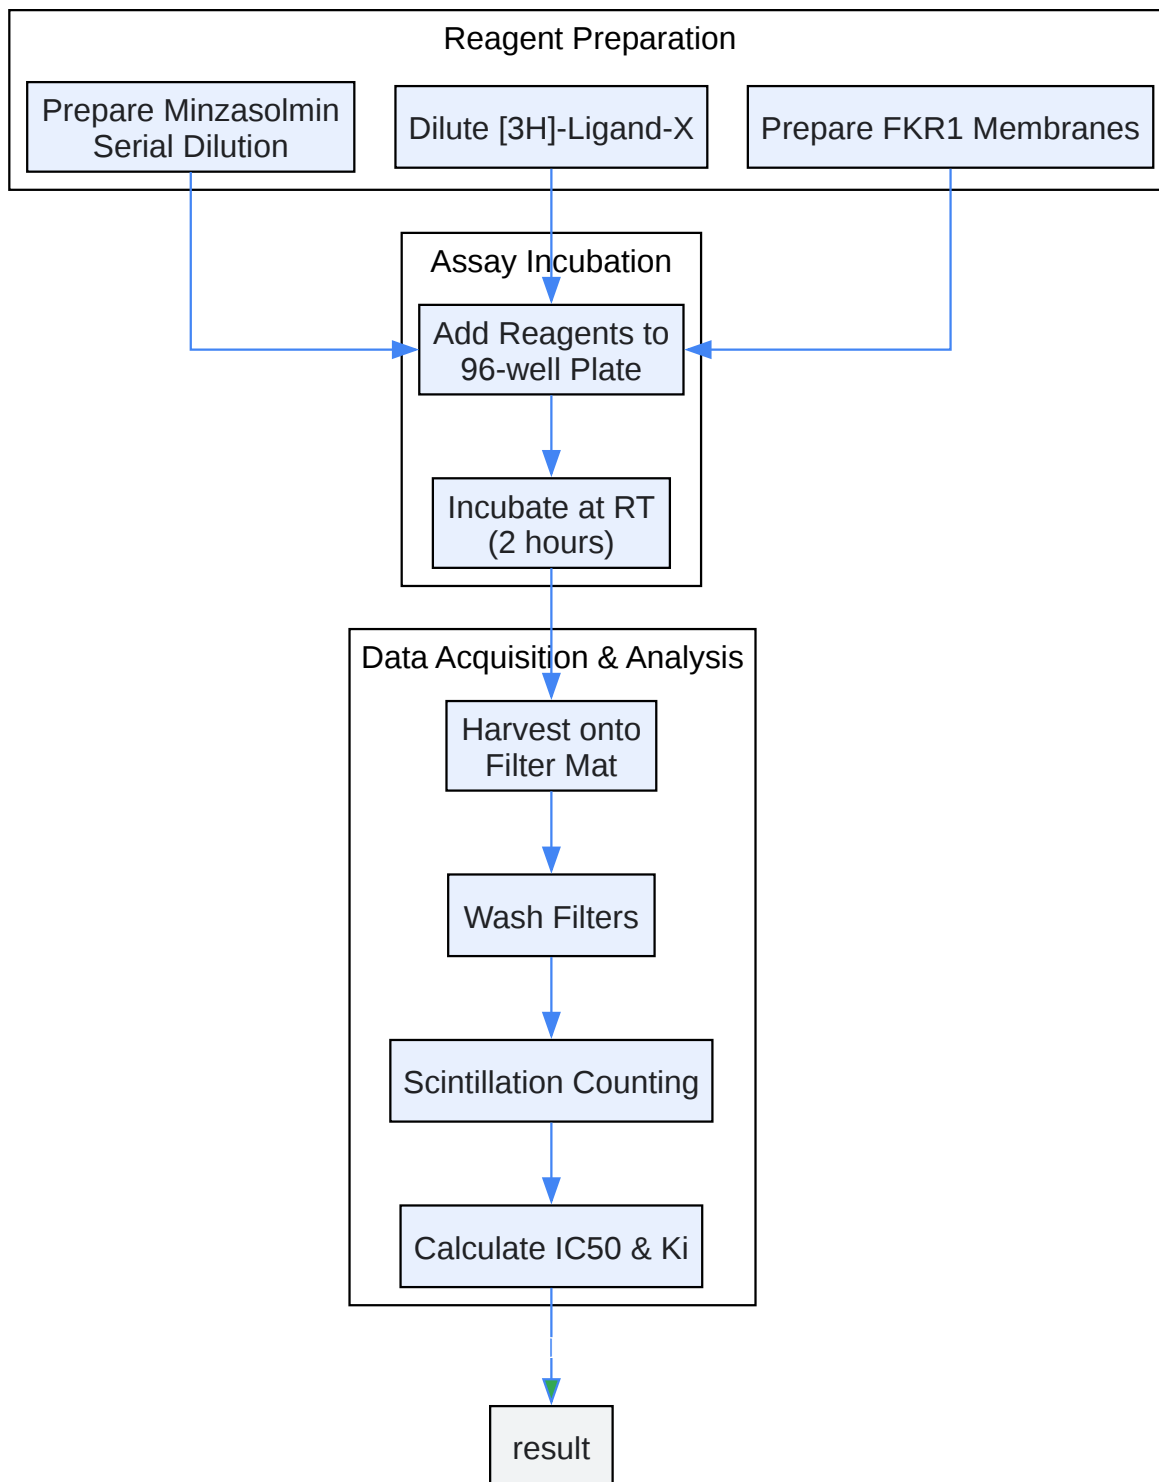 Reagent Preparation
Prepare Minzasolmin
Serial Dilution
Dilute [3H]-Ligand-X
Prepare FKR1 Membranes
Assay Incubation
Add Reagents to
96-well Plate
Incubate at RT
(2 hours)
Data Acquisition & Analysis
Harvest onto
Filter Mat
Wash Filters
Scintillation Counting
Calculate IC50 & Ki
result